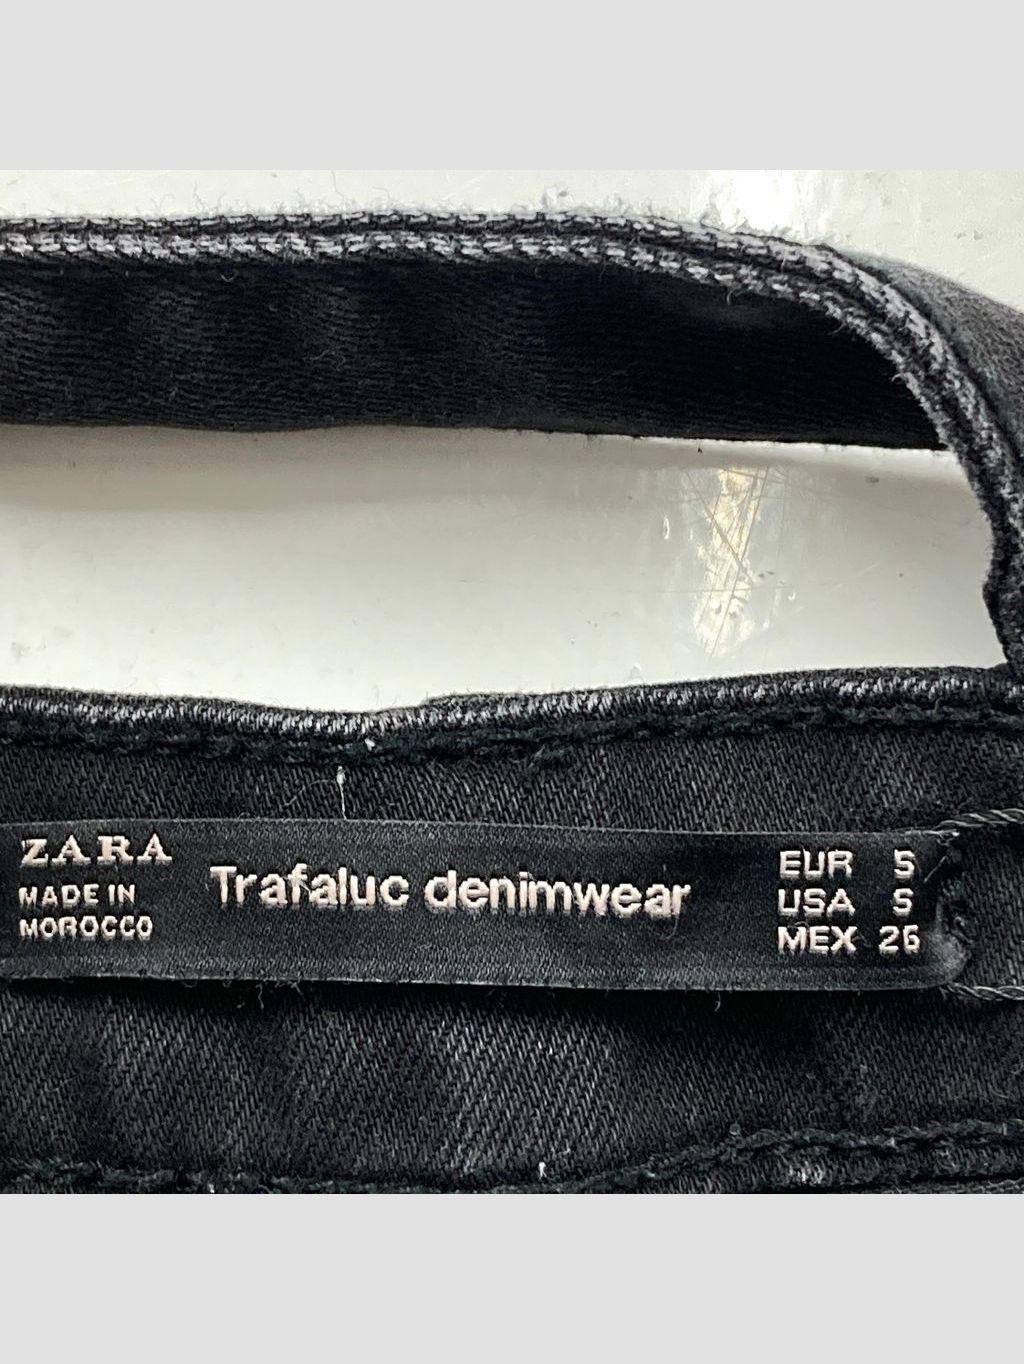 ZARA
MADE IN
MOROCCO
Trafaluc denimwear
EUR S
USA S
MEX 26